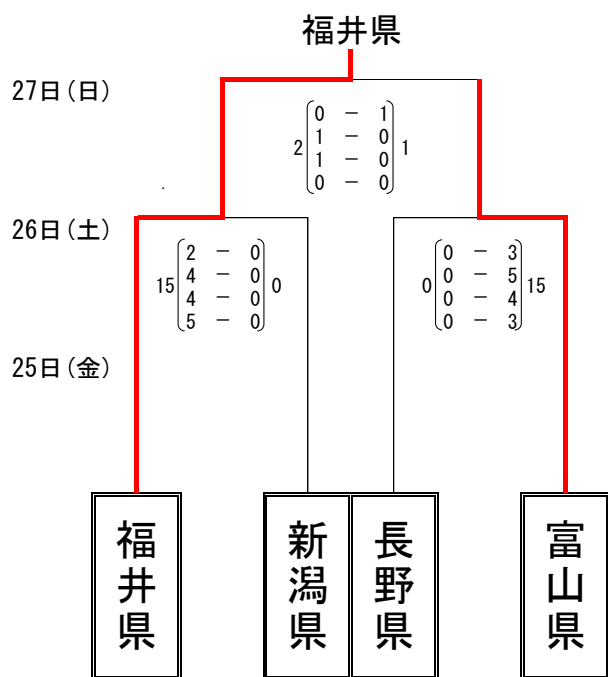 福井県
27日(日)
0 － 1
1 － 0
2 1 － 0 1
0 － 0
26日(土)
2 － 0 0 － 3
4 － 0 0 － 5
15 4 － 0 0 0 0 － 4 15
5 － 0 0 － 3
25日(金)
福井県
新潟県
長野県
富山県